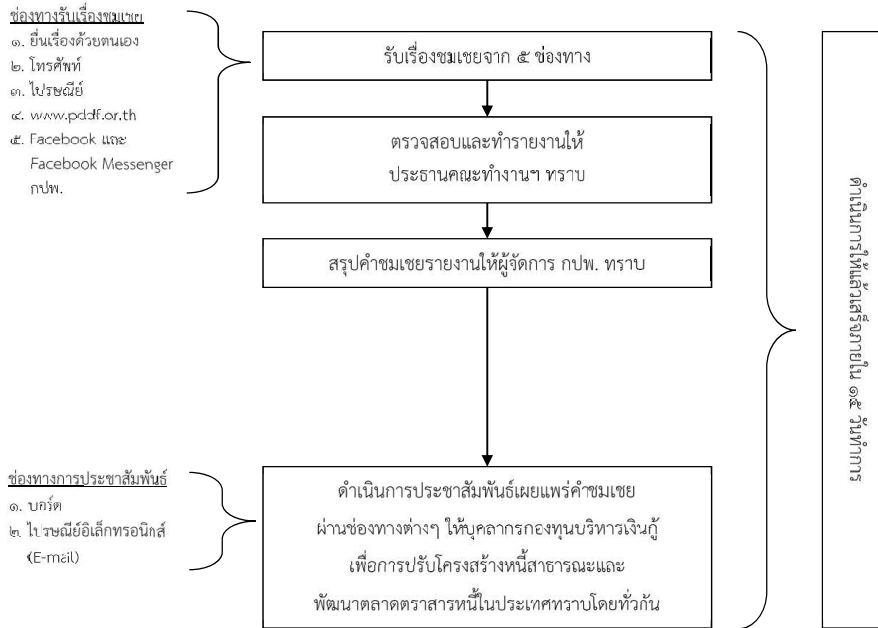 ช่องทางรับเรื่องชมเชย
๑. ยื่นเรื่องด้วยตนเอง
๒. โทรศัพท์
๓. ไปรษณีย์
๔. www.pddf.or.th
๕. Facebook และ
Facebook Messenger
กปพ.
รับเรื่องชมเชยจาก ๕ ช่องทาง
ตรวจสอบและทำรายงานให้
ประธานคณะทำงานฯ ทราบ
สรุปคำชมเชยรายงานให้ผู้จัดการ กปพ. ทราบ
ช่องทางการประชาสัมพันธ์
๑. บอร์ด
๒. ไปรษณีย์อิเล็กทรอนิกส์
(E-mail)
ดำเนินการประชาสัมพันธ์เผยแพร่คำชมเชย
ผ่านช่องทางต่างๆ ให้บุคลากรกองทุนบริหารเงินกู้
เพื่อการปรับโครงสร้างหนี้สาธารณะและ
พัฒนาตลาดตราสารหนี้ในประเทศทราบโดยทั่วกัน
ดำเนินการให้แล้วเสร็จภายใน ๑๕ วันทำการ